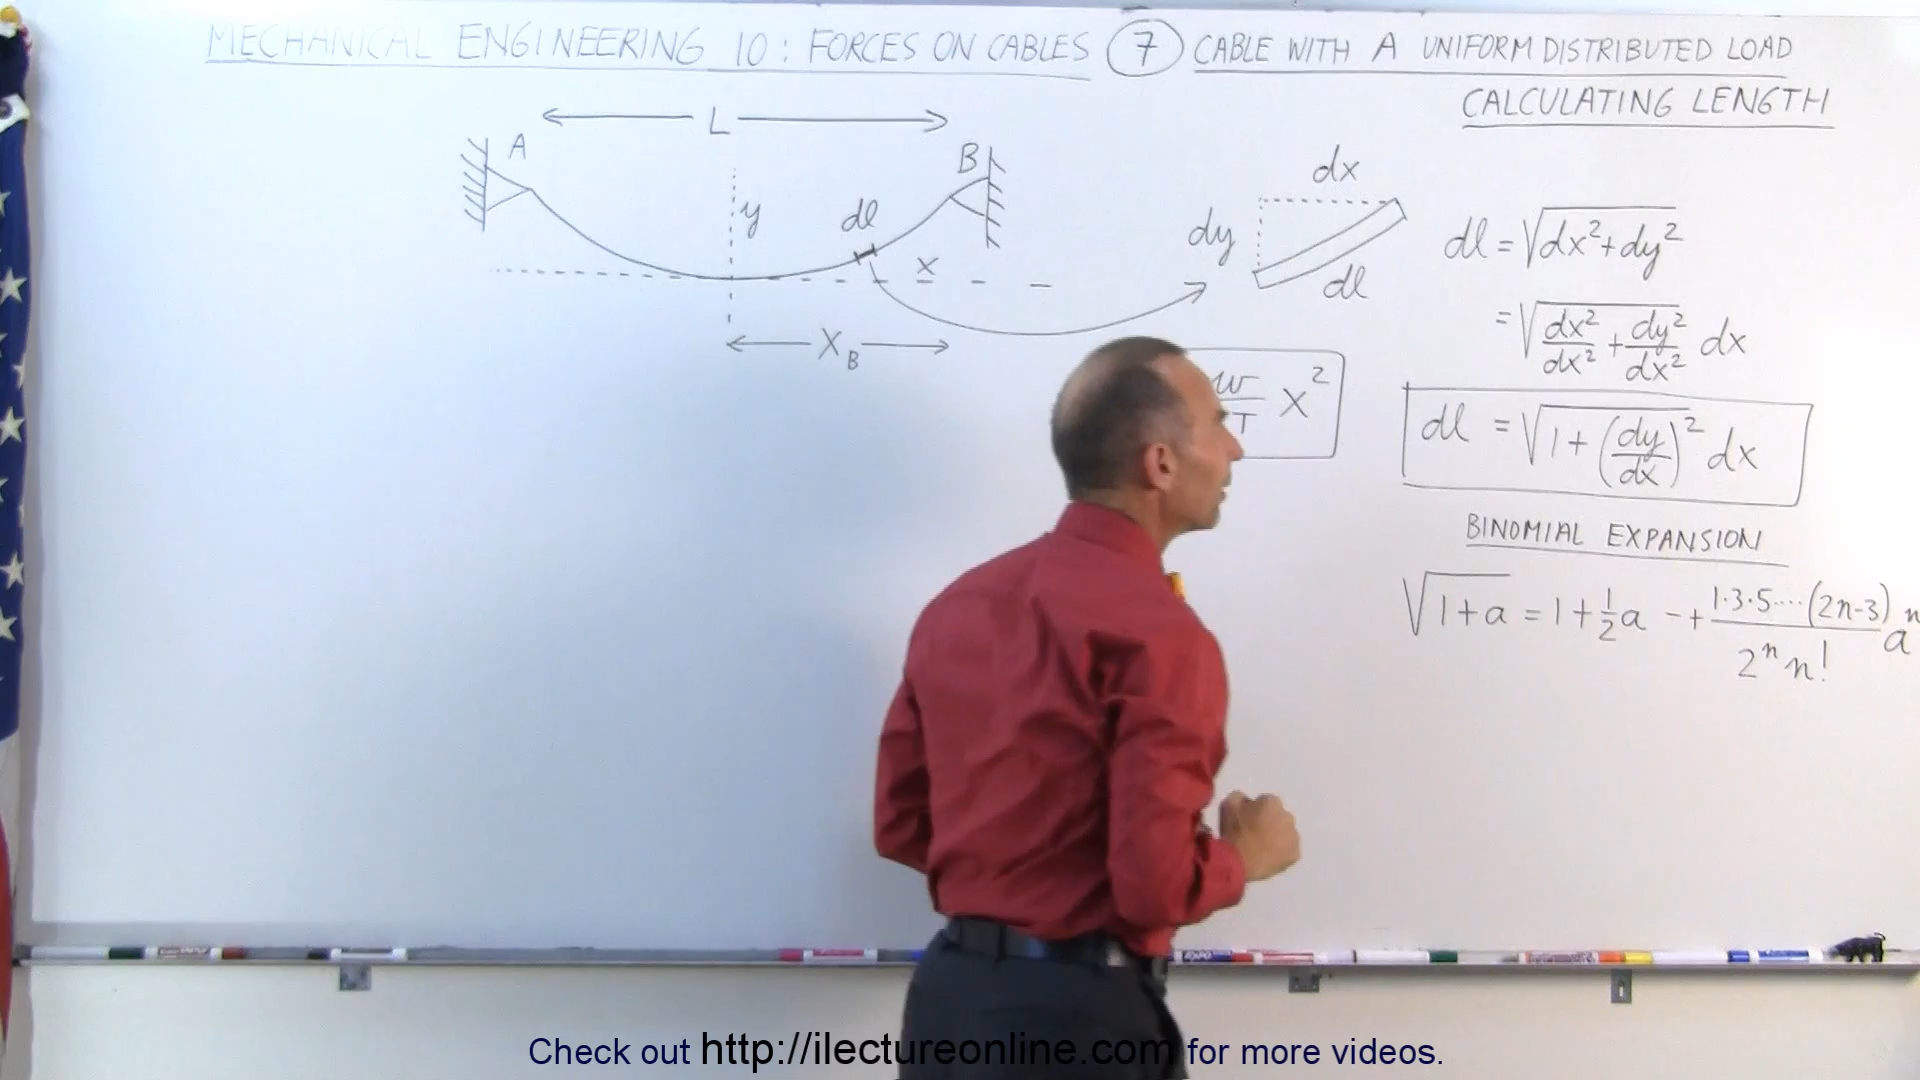 MECHANICAL ENGINEERING 10: FORCES ON CABLES (7) CABLE WITH A UNIFORM DISTRIBUTED LOAD
CALCULATING LENGTH
L
A
B
y
dl
x
X_B
dx
dy
dl
dl = √(dx² + dy²)
= √(dx²/dx² + dy²/dx²) dx
w/T x²
dl = √(1 + (dy/dx)²) dx
BINOMIAL EXPANSION
√(1+a) = 1 + ½a -+ 1·3·5····(2n-3)/2ⁿn! aⁿ
EXPO
Check out http://ilectureonline.com for more videos.